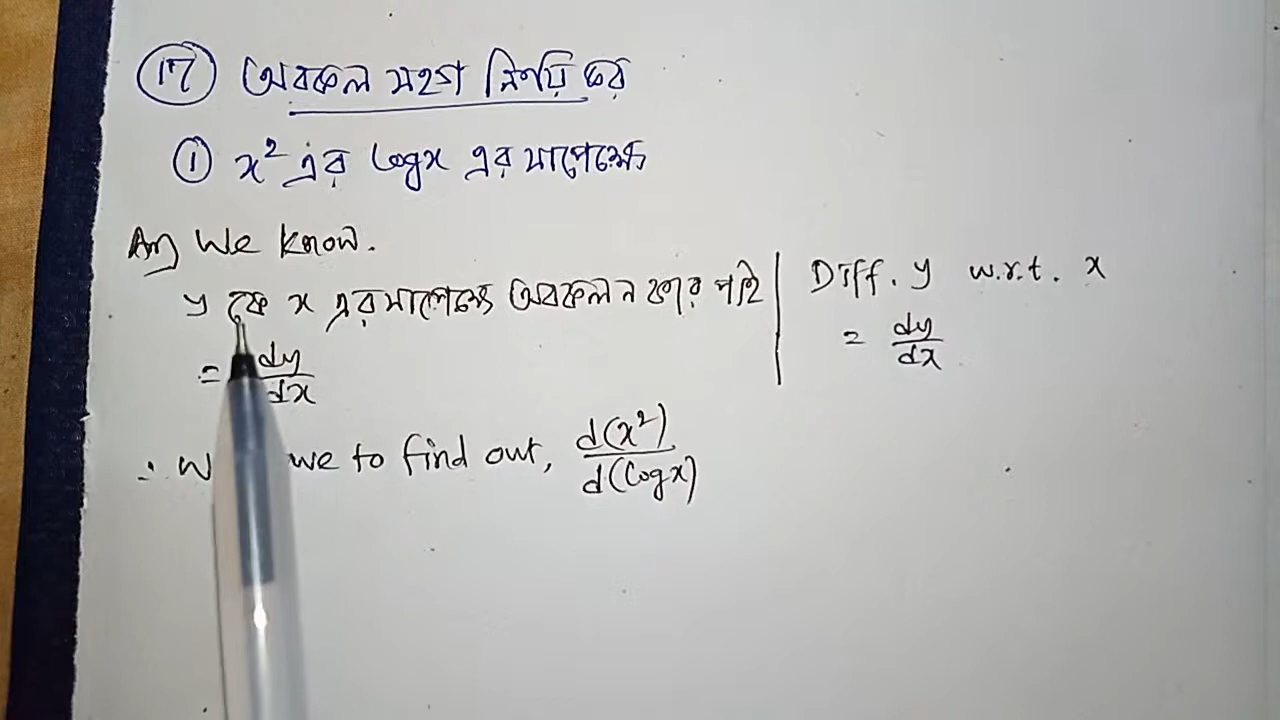 17 অবকল সহগ নির্ণয় কর
① x² এর logx এর সাপেক্ষে
Ans We know.
y কে x এর সাপেক্ষে অবকলন করে পাই
= dy/dx
Diff. y w.r.t. x
= dy/dx
∴ we to find out, d(x²)/d(logx)